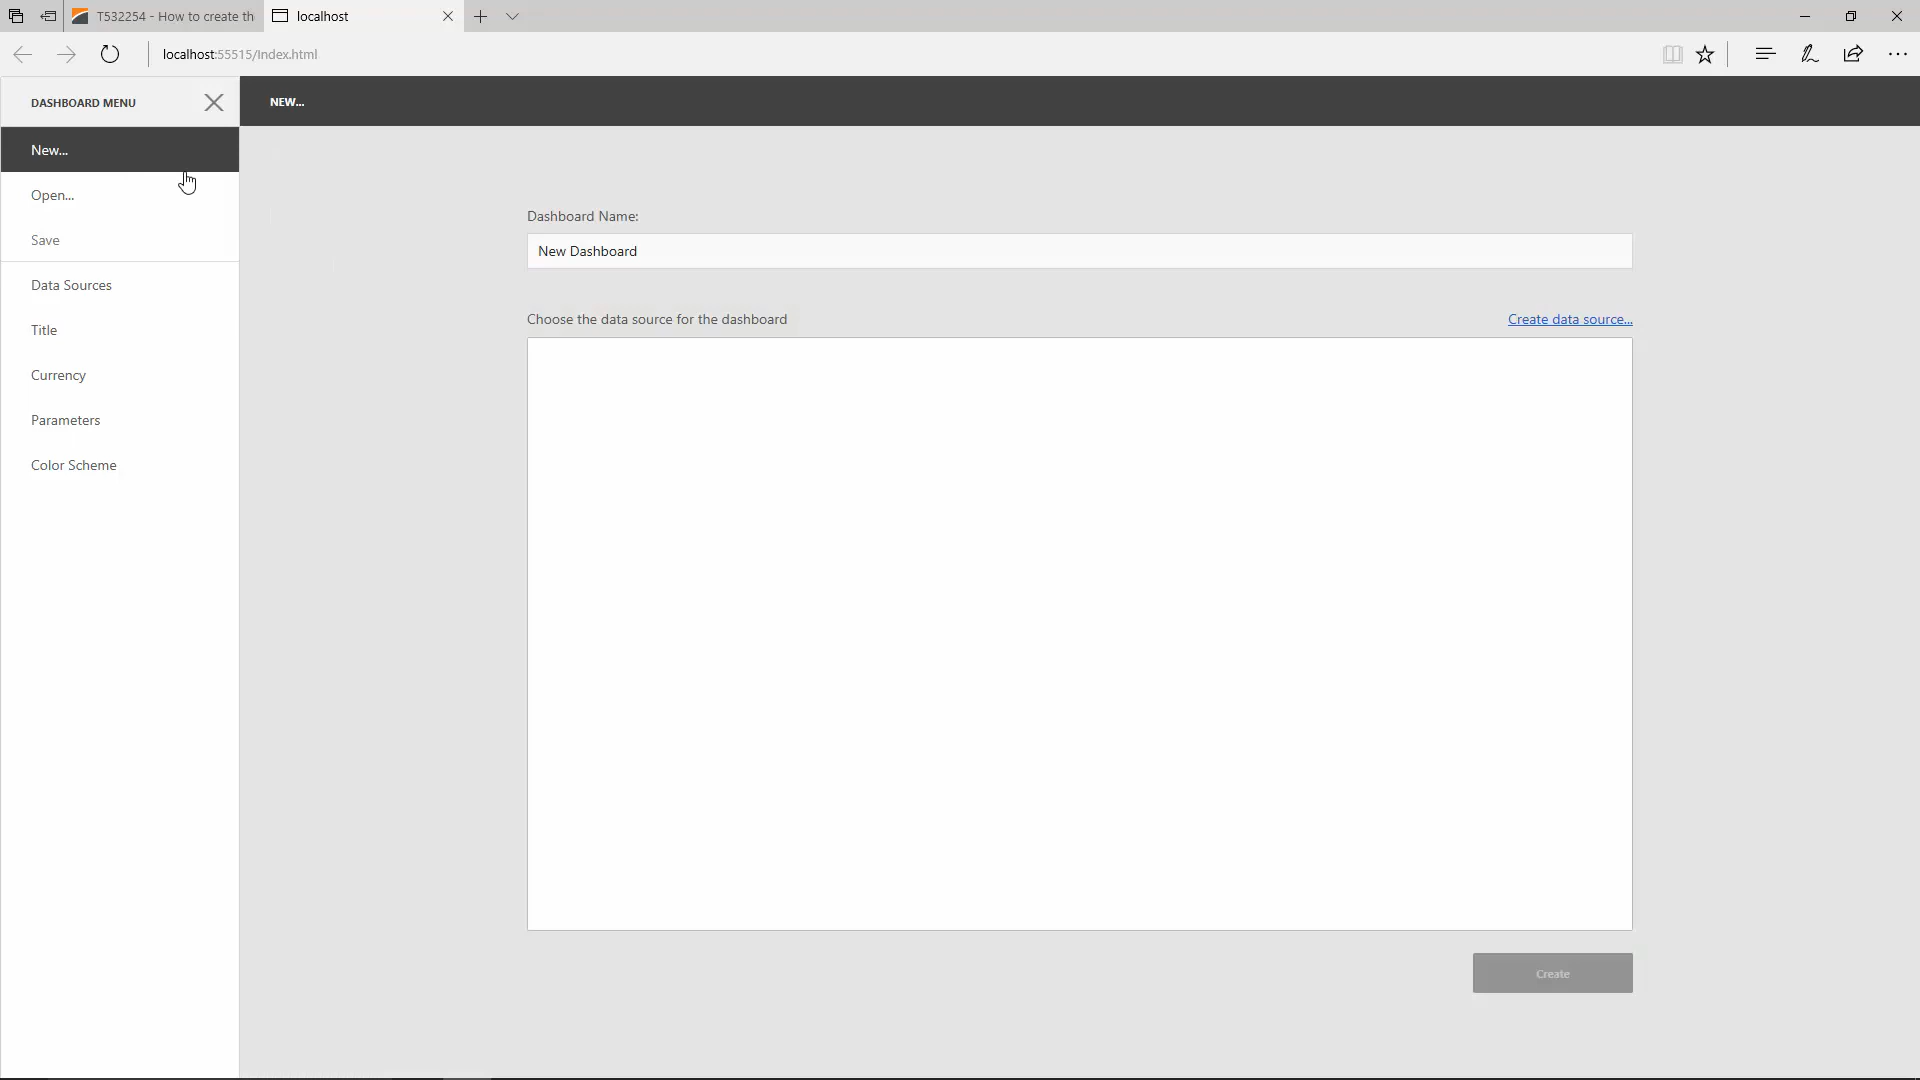 T532254 - How to create th
localhost
localhost:55515/Index.html
DASHBOARD MENU
NEW...
New...
Open...
Save
Data Sources
Title
Currency
Parameters
Color Scheme
Dashboard Name:
New Dashboard
Choose the data source for the dashboard
Create data source...
Create